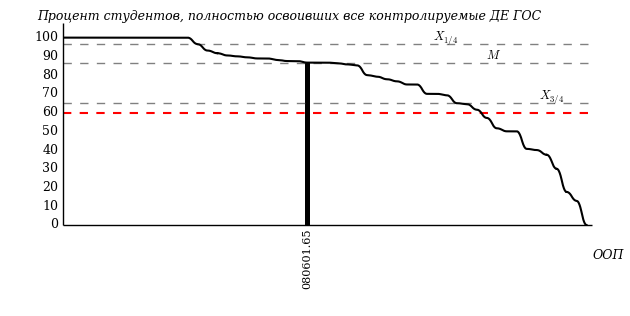 Процент студентов, полностью освоивших все контролируемые ДЕ ГОС
X1/4
M
X3/4
100
90
80
70
60
50
40
30
20
10
0
080601.65
ООП